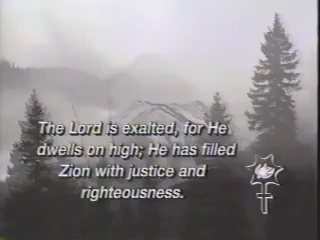 The Lord is exalted, for He
dwells on high; He has filled
Zion with justice and
righteousness.